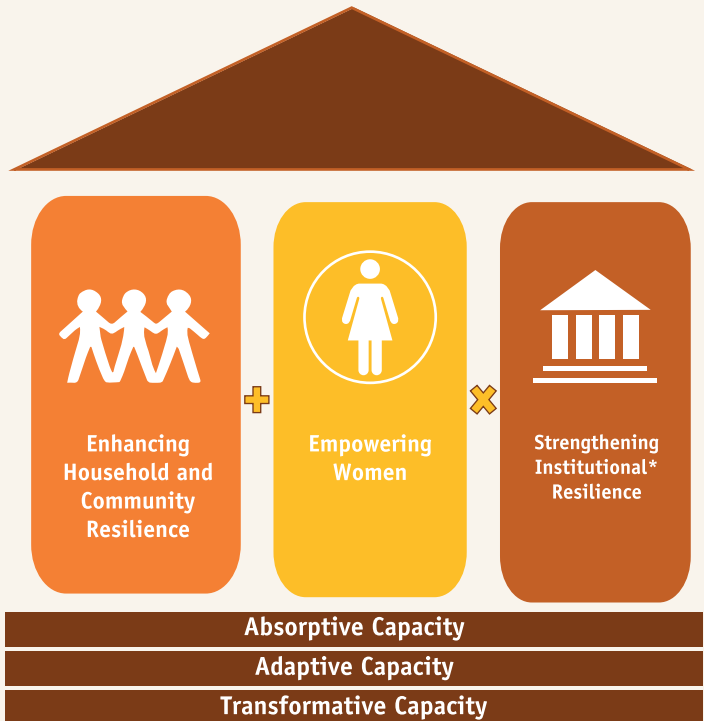 Enhancing
Household and
Community
Resilience
Empowering
Women
Strengthening
Institutional*
Resilience
Absorptive Capacity
Adaptive Capacity
Transformative Capacity